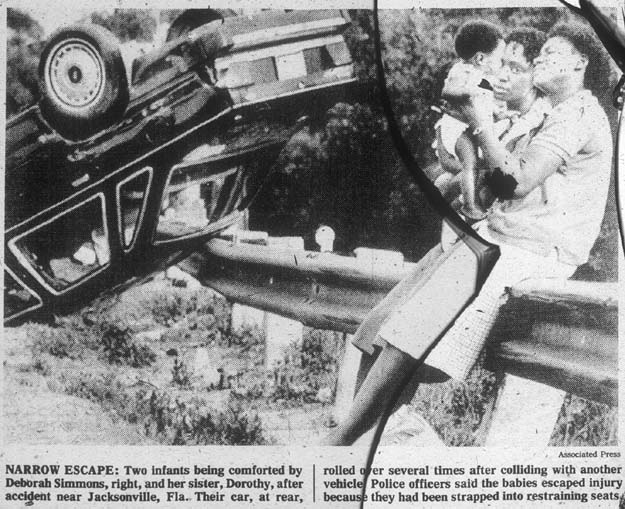 Associated Press
NARROW ESCAPE: Two infants being comforted by
Deborah Simmons, right, and her sister, Dorothy, after
accident near Jacksonville, Fla. Their car, at rear,
rolled over several times after colliding with another
vehicle. Police officers said the babies escaped injury
because they had been strapped into restraining seats.